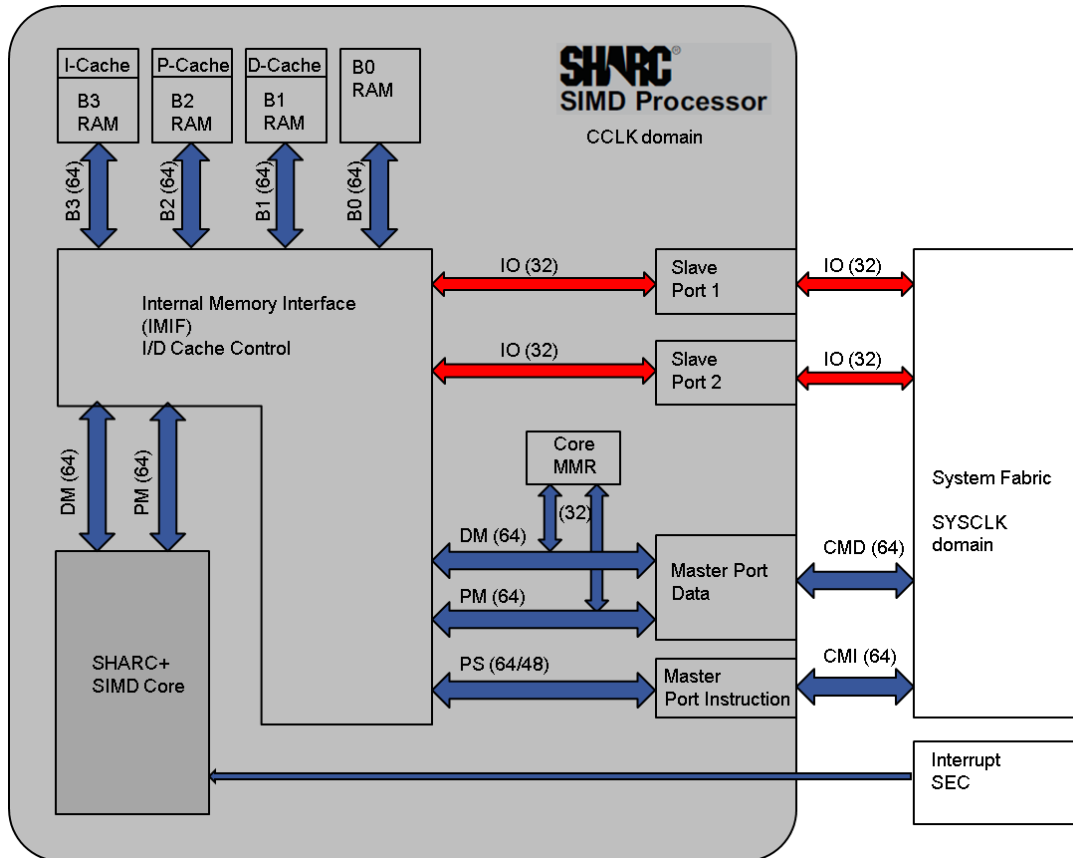 I-Cache
P-Cache
D-Cache
B3
RAM
B2
RAM
B1
RAM
B0
RAM
SHARC®
SIMD Processor
CCLK domain
B3 (64)
B2 (64)
B1 (64)
B0 (64)
Internal Memory Interface
(IMIF)
I/D Cache Control
IO (32)
Slave
Port 1
IO (32)
IO (32)
Slave
Port 2
IO (32)
DM (64)
PM (64)
Core
MMR
(32)
DM (64)
PM (64)
Master Port
Data
CMD (64)
System Fabric
SYSCLK
domain
SHARC+
SIMD Core
PS (64/48)
Master
Port Instruction
CMI (64)
Interrupt
SEC